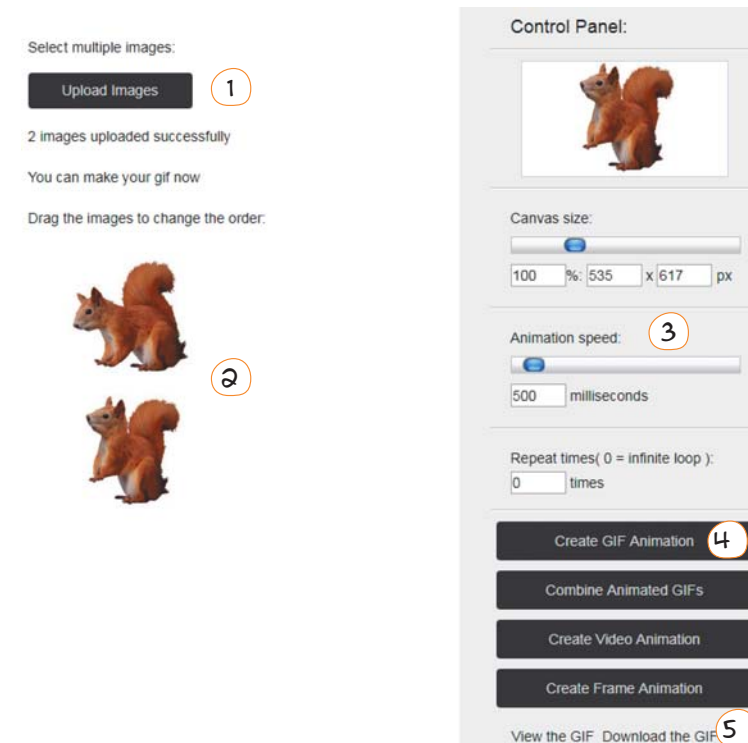 Select multiple images:
Upload Images 1
2 images uploaded successfully
You can make your gif now
Drag the images to change the order:
2
Control Panel:
Canvas size:
100 %: 535 x 617 px
Animation speed: 3
500 milliseconds
Repeat times( 0 = infinite loop ):
0 times
Create GIF Animation 4
Combine Animated GIFs
Create Video Animation
Create Frame Animation
View the GIF Download the GIF 5